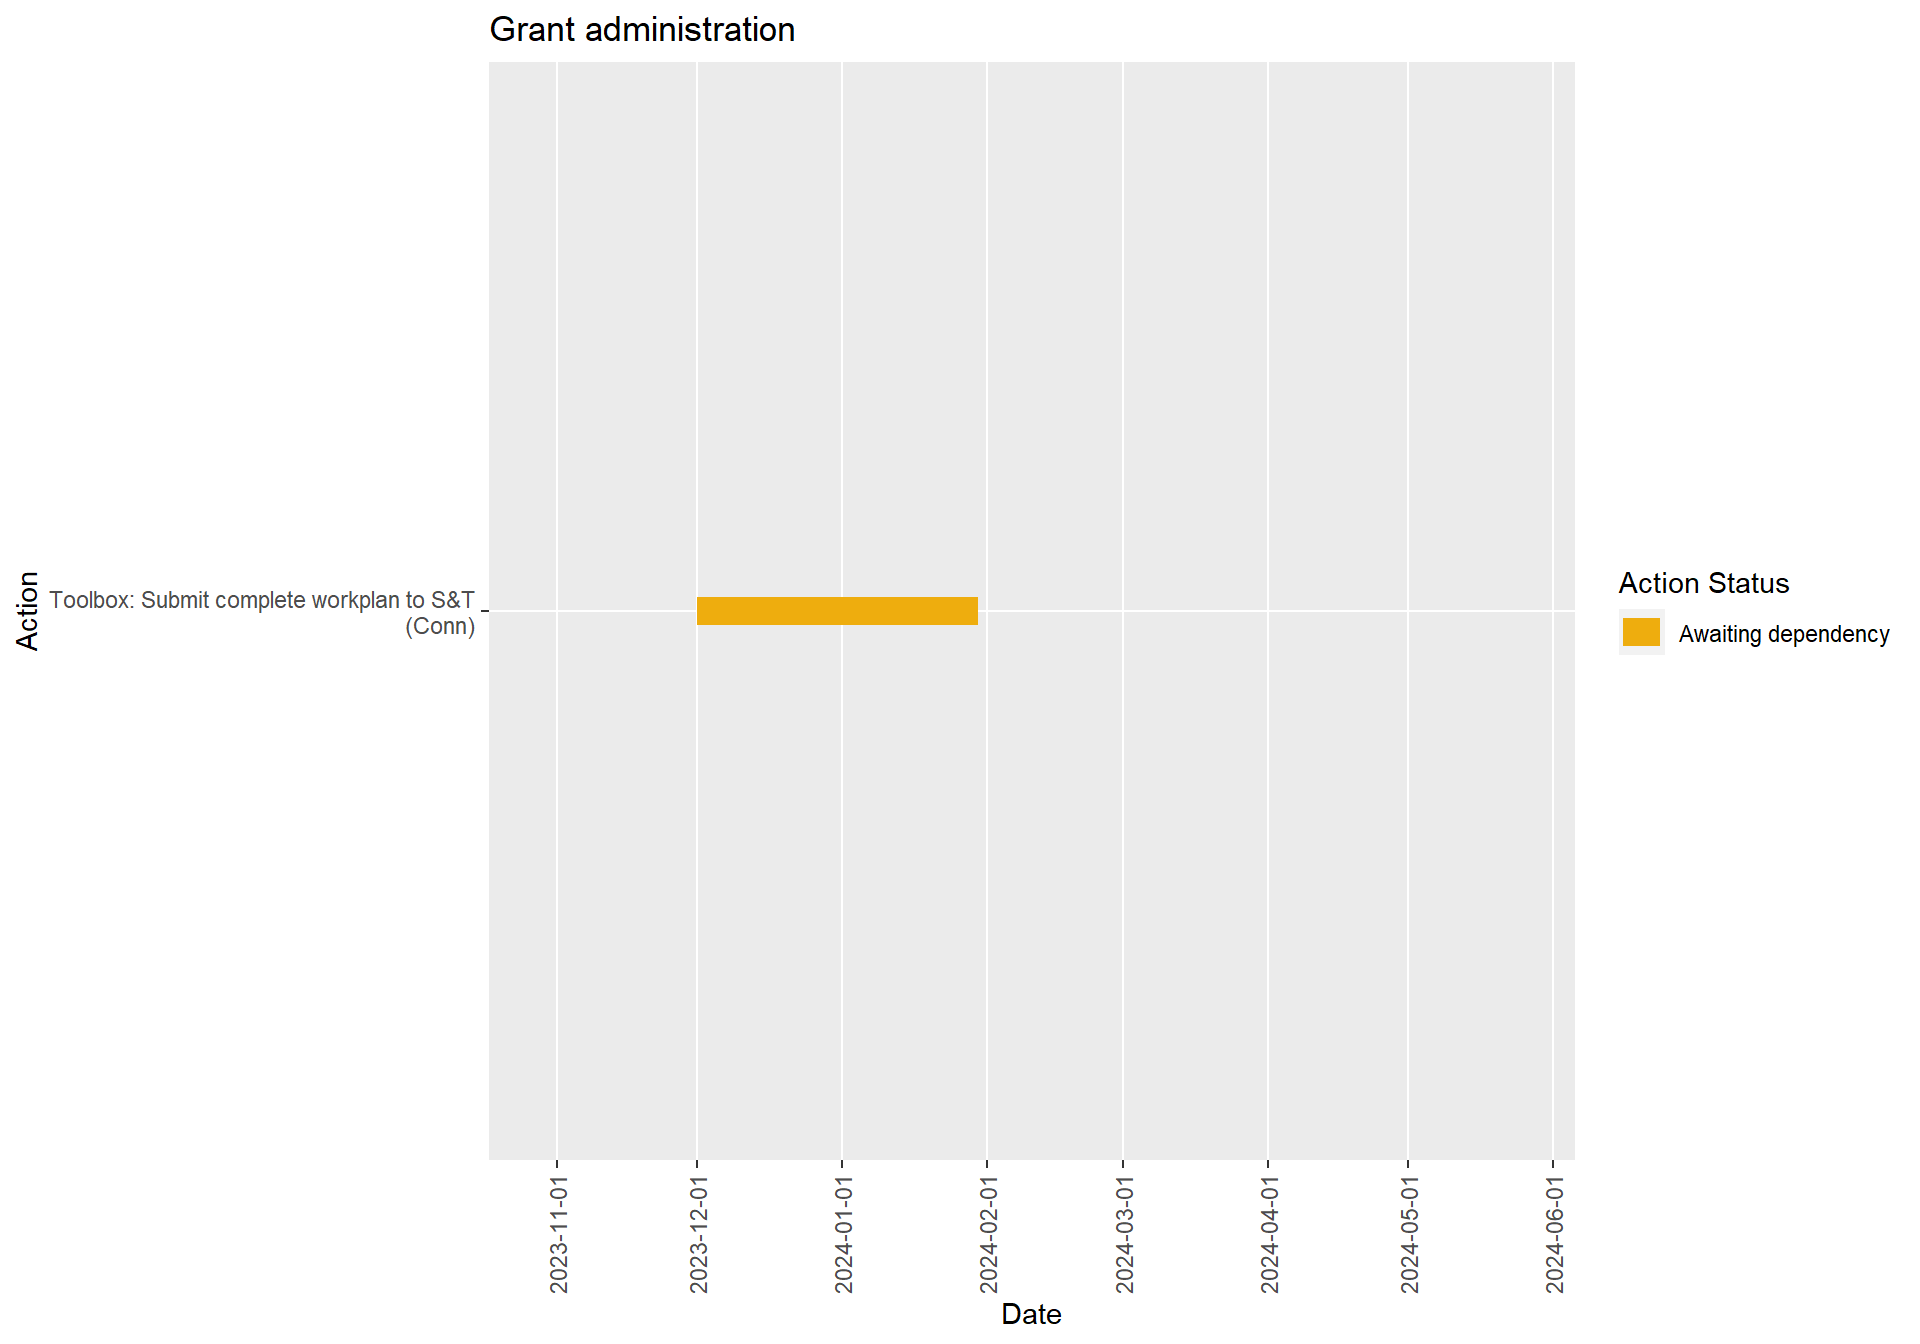 Grant administration
Action
Toolbox: Submit complete workplan to S&T
(Conn)
Action Status
Awaiting dependency
2023-11-01
2023-12-01
2024-01-01
2024-02-01
2024-03-01
2024-04-01
2024-05-01
2024-06-01
Date